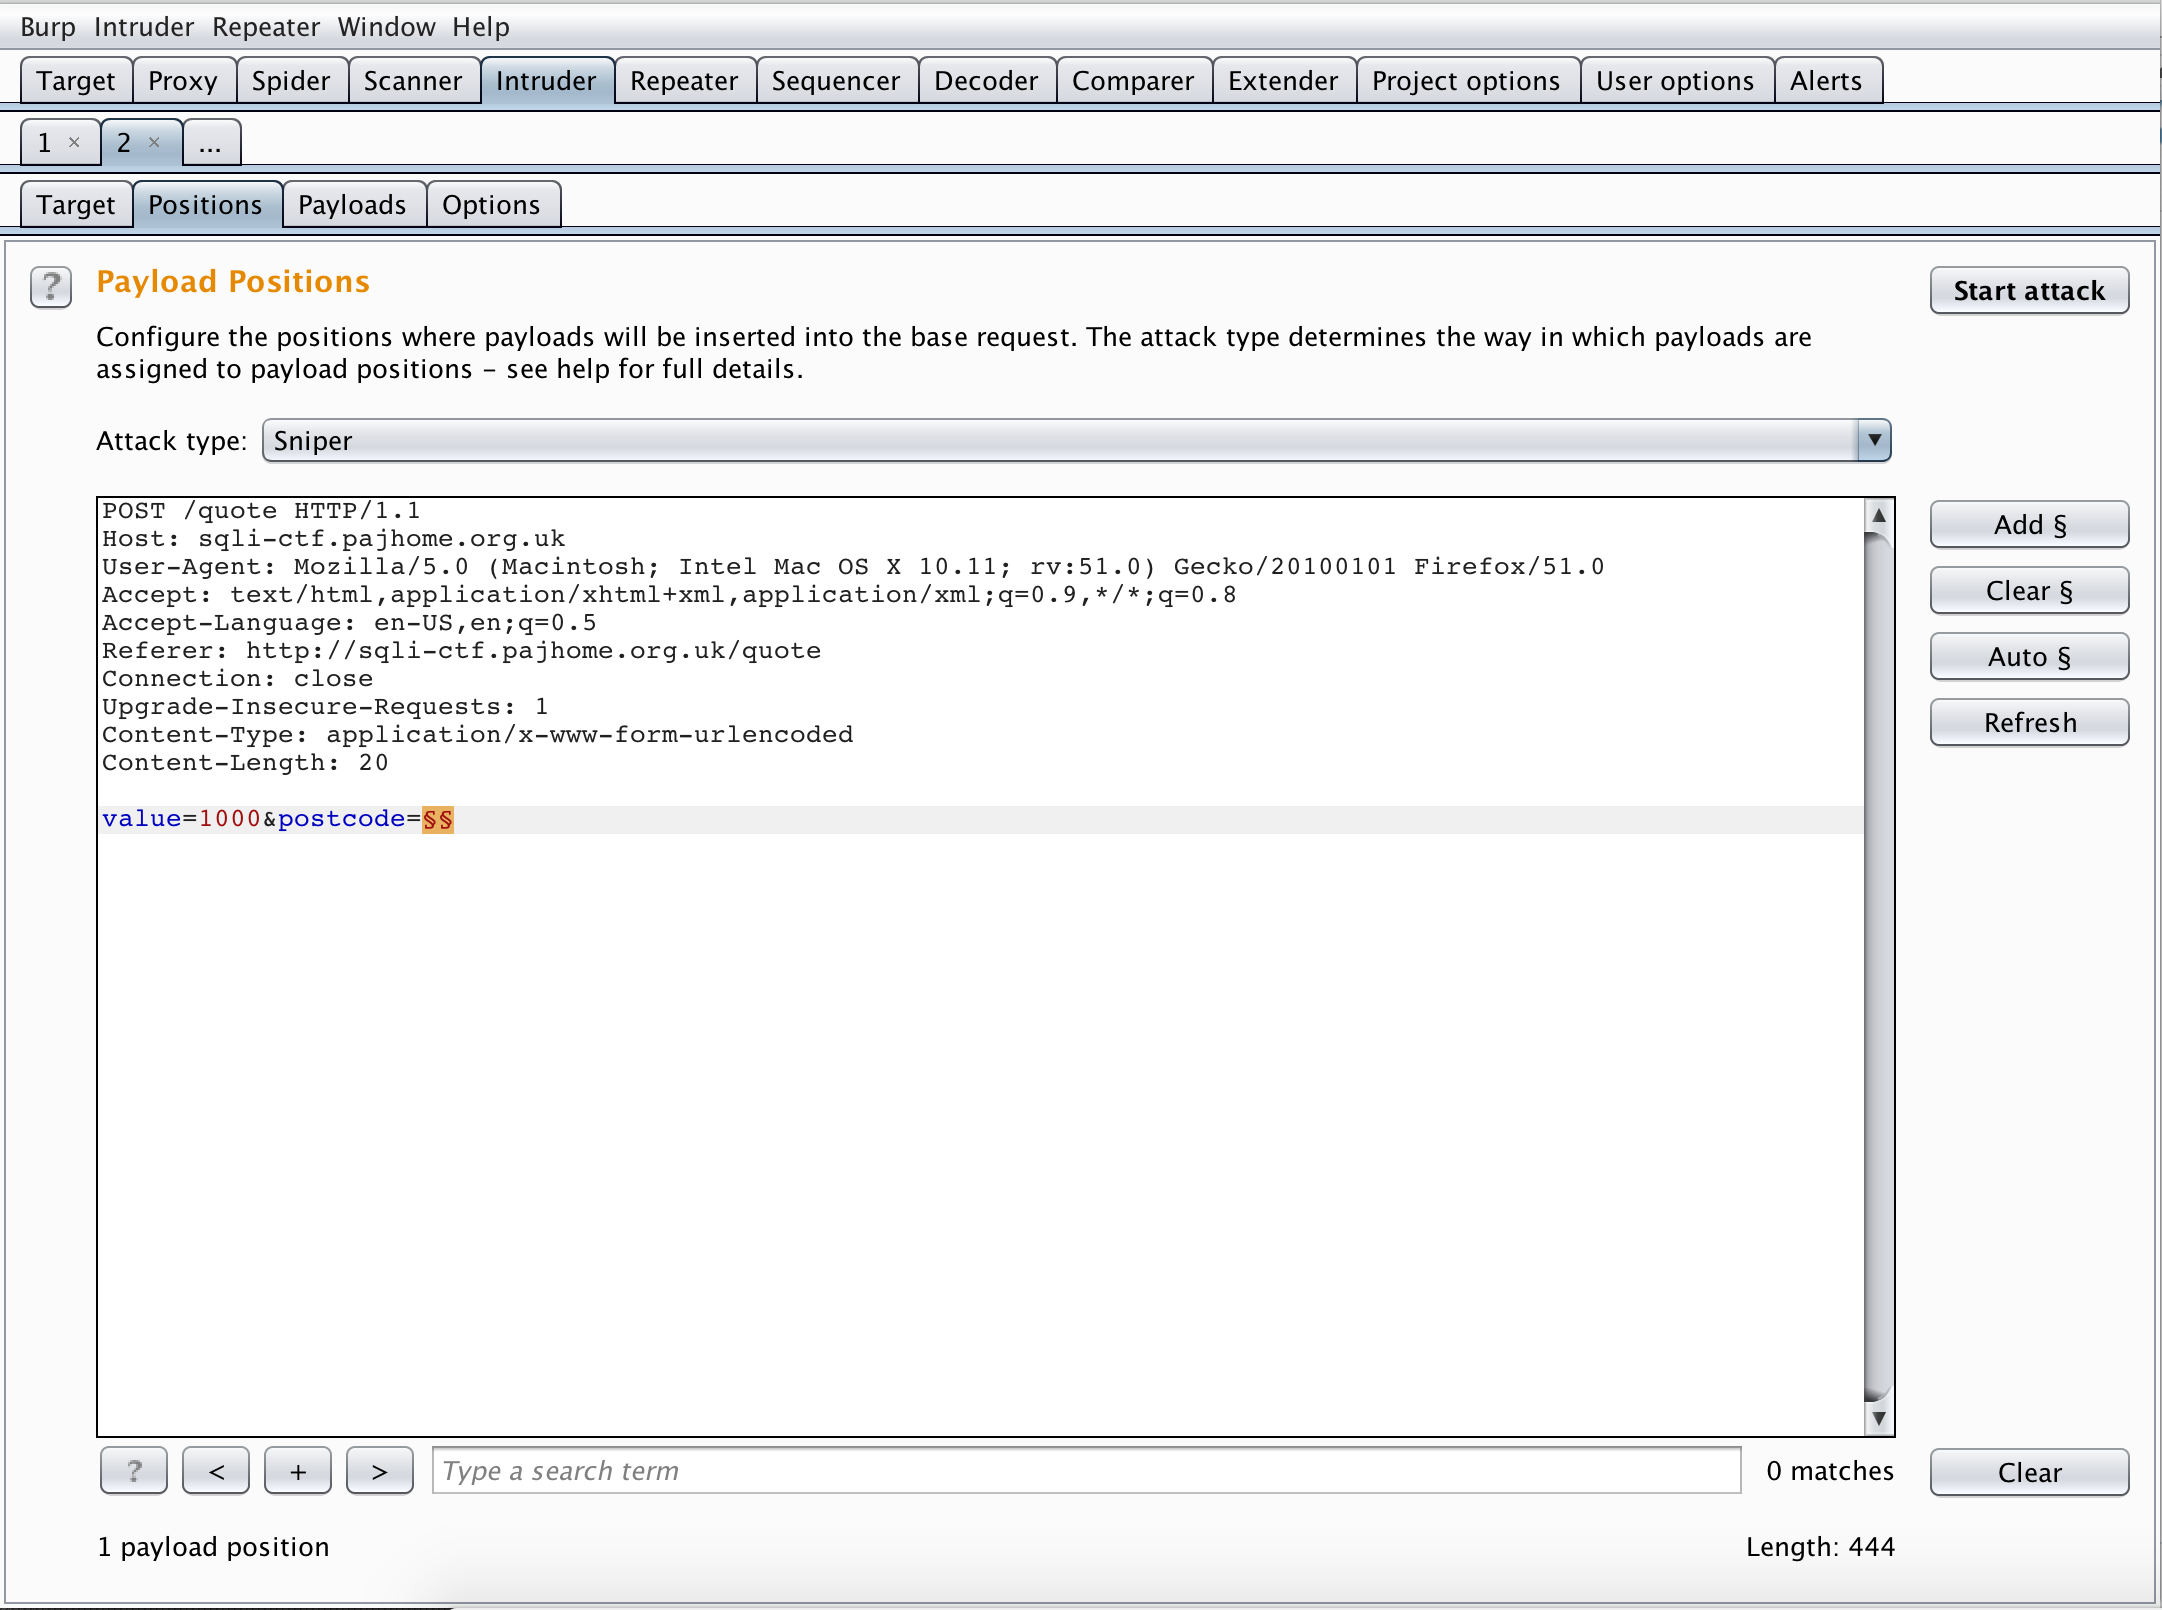 Burp Intruder Repeater Window Help
Target Proxy Spider Scanner Intruder Repeater Sequencer Decoder Comparer Extender Project options User options Alerts
1 × 2 × ...
Target Positions Payloads Options
? Payload Positions
Start attack
Configure the positions where payloads will be inserted into the base request. The attack type determines the way in which payloads are
assigned to payload positions – see help for full details.
Attack type: Sniper
POST /quote HTTP/1.1
Host: sqli-ctf.pajhome.org.uk
User-Agent: Mozilla/5.0 (Macintosh; Intel Mac OS X 10.11; rv:51.0) Gecko/20100101 Firefox/51.0
Accept: text/html,application/xhtml+xml,application/xml;q=0.9,*/*;q=0.8
Accept-Language: en-US,en;q=0.5
Referer: http://sqli-ctf.pajhome.org.uk/quote
Connection: close
Upgrade-Insecure-Requests: 1
Content-Type: application/x-www-form-urlencoded
Content-Length: 20
value=1000&postcode=§§
Add §
Clear §
Auto §
Refresh
? < + > Type a search term 0 matches Clear
1 payload position Length: 444